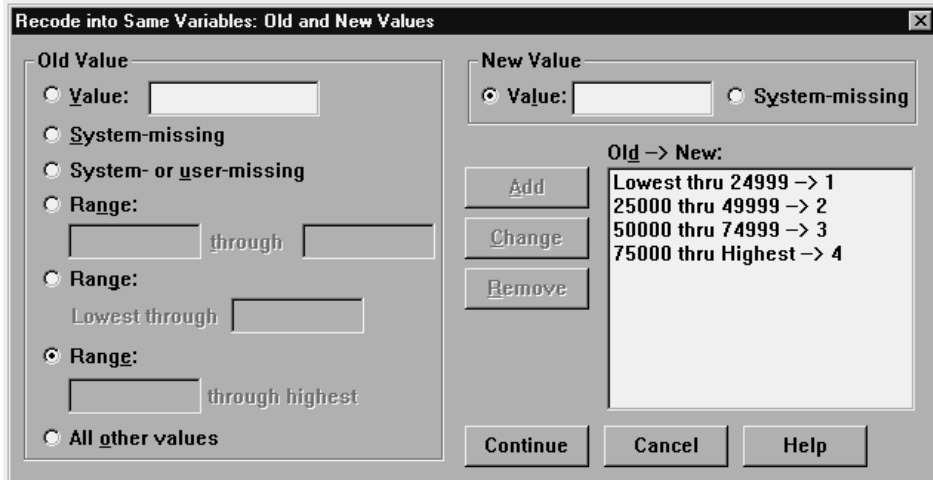 Recode into Same Variables: Old and New Values
Old Value
Value:
System-missing
System- or user-missing
Range:
through
Range:
Lowest through
Range:
through highest
All other values
New Value
Value:
System-missing
Old –> New:
Add
Change
Remove
Lowest thru 24999 –> 1
25000 thru 49999 –> 2
50000 thru 74999 –> 3
75000 thru Highest –> 4
Continue
Cancel
Help